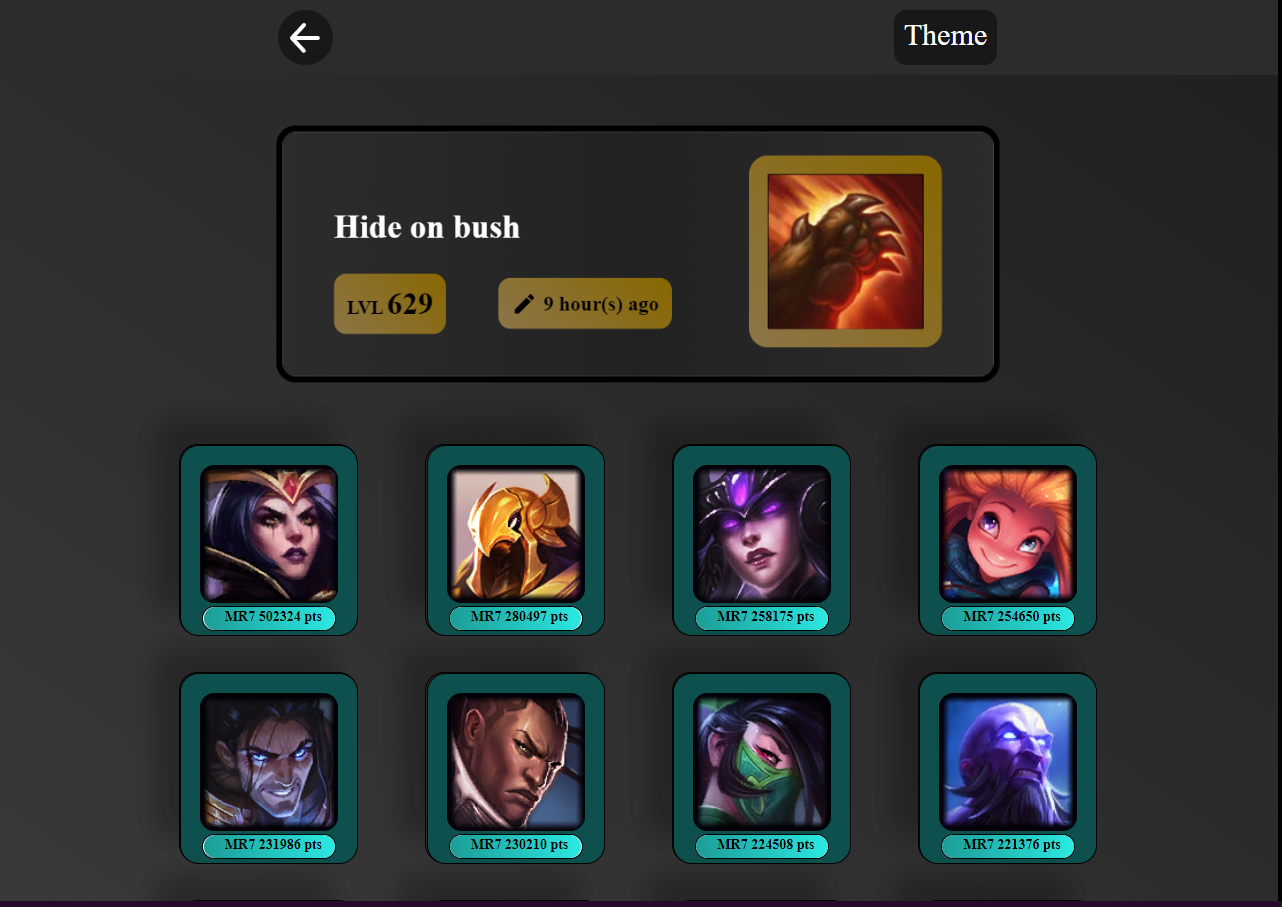 Theme
Hide on bush
LVL 629
9 hour(s) ago
MR7 502324 pts
MR7 280497 pts
MR7 258175 pts
MR7 254650 pts
MR7 231986 pts
MR7 230210 pts
MR7 224508 pts
MR7 221376 pts